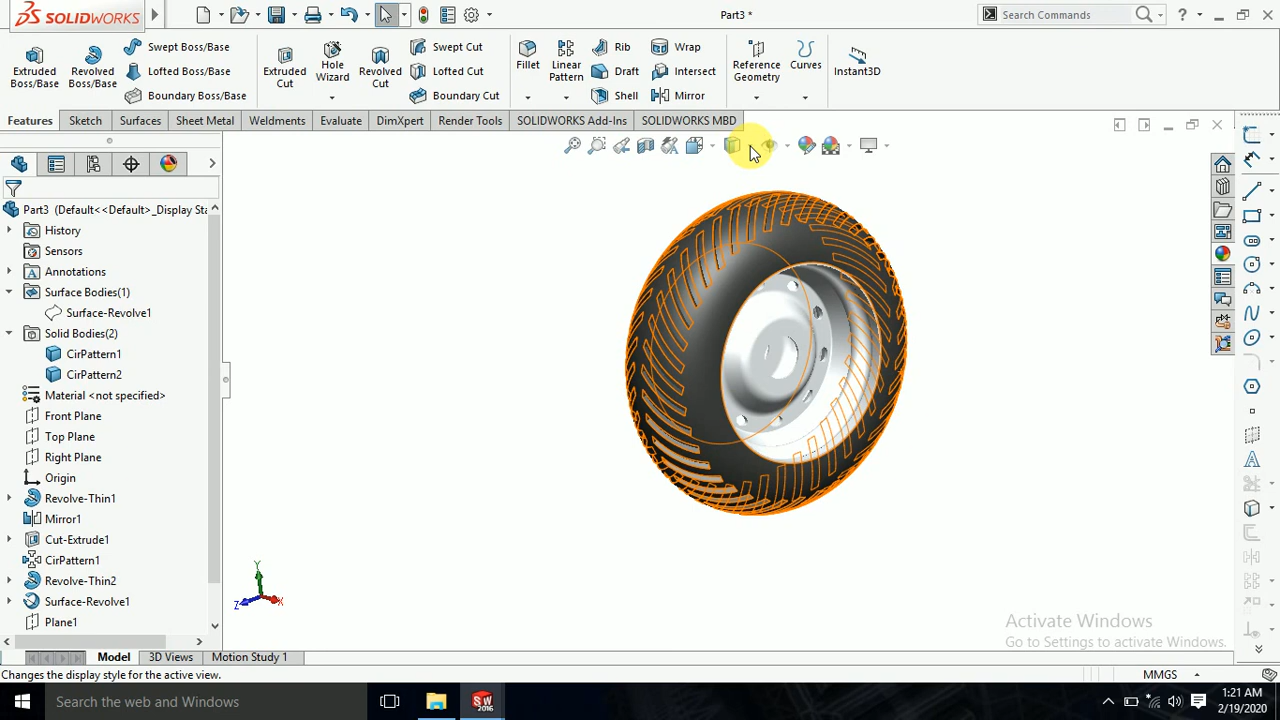 SOLIDWORKS
Part3 *
Search Commands
?
Extruded Boss/Base
Revolved Boss/Base
Swept Boss/Base
Lofted Boss/Base
Boundary Boss/Base
Extruded Cut
Hole Wizard
Revolved Cut
Swept Cut
Lofted Cut
Boundary Cut
Fillet
Linear Pattern
Rib
Draft
Shell
Wrap
Intersect
Mirror
Reference Geometry
Curves
Instant3D
Features
Sketch
Surfaces
Sheet Metal
Weldments
Evaluate
DimXpert
Render Tools
SOLIDWORKS Add-Ins
SOLIDWORKS MBD
Part3 (Default<<Default>_Display Sta
History
Sensors
Annotations
Surface Bodies(1)
Surface-Revolve1
Solid Bodies(2)
CirPattern1
CirPattern2
Material <not specified>
Front Plane
Top Plane
Right Plane
Origin
Revolve-Thin1
Mirror1
Cut-Extrude1
CirPattern1
Revolve-Thin2
Surface-Revolve1
Plane1
Y
Z
X
Activate Windows
Go to Settings to activate Windows.
Model
3D Views
Motion Study 1
Changes the display style for the active view.
MMGS
Search the web and Windows
SW
2016
1:21 AM
2/19/2020